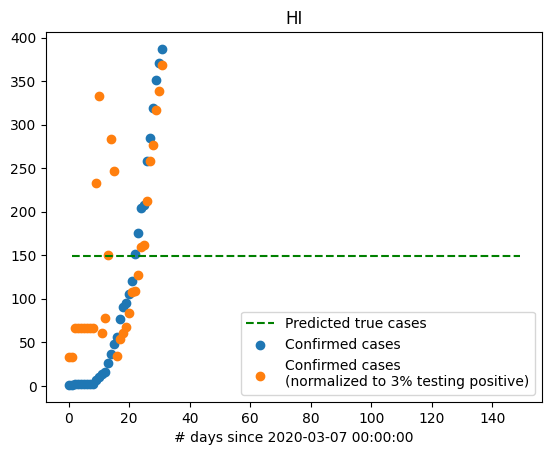 HI
400
350
300
250
200
150
100
50
0
Predicted true cases
Confirmed cases
Confirmed cases
(normalized to 3% testing positive)
0 20 40 60 80 100 120 140
# days since 2020-03-07 00:00:00